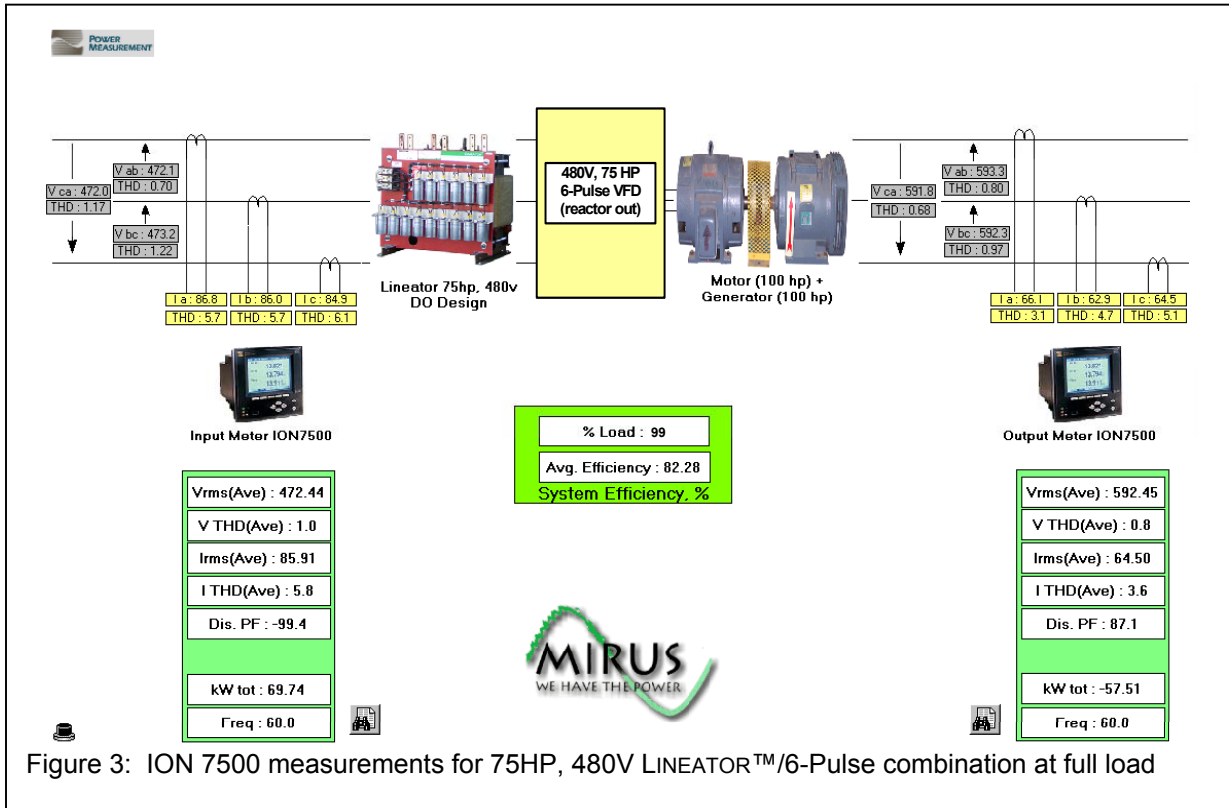 POWER
MEASUREMENT
V ab : 472.1
THD : 0.70
V ca : 472.0
THD : 1.17
V bc : 473.2
THD : 1.22
I a : 86.8
THD : 5.7
I b : 86.0
THD : 5.7
I c : 84.9
THD : 6.1
Lineator 75hp, 480v
DO Design
480V, 75 HP
6-Pulse VFD
(reactor out)
Motor (100 hp) +
Generator (100 hp)
V ab : 593.3
THD : 0.80
V ca : 591.8
THD : 0.68
V bc : 592.3
THD : 0.97
I a : 66.1
THD : 3.1
I b : 62.9
THD : 4.7
I c : 64.5
THD : 5.1
Input Meter ION7500
Output Meter ION7500
% Load : 99
Avg. Efficiency : 82.28
System Efficiency, %
Vrms(Ave) : 472.44
V THD(Ave) : 1.0
Irms(Ave) : 85.91
I THD(Ave) : 5.8
Dis. PF : -99.4
kW tot : 69.74
Freq : 60.0
Vrms(Ave) : 592.45
V THD(Ave) : 0.8
Irms(Ave) : 64.50
I THD(Ave) : 3.6
Dis. PF : 87.1
kW tot : -57.51
Freq : 60.0
MIRUS
WE HAVE THE POWER
Figure 3: ION 7500 measurements for 75HP, 480V LINEATOR™/6-Pulse combination at full load